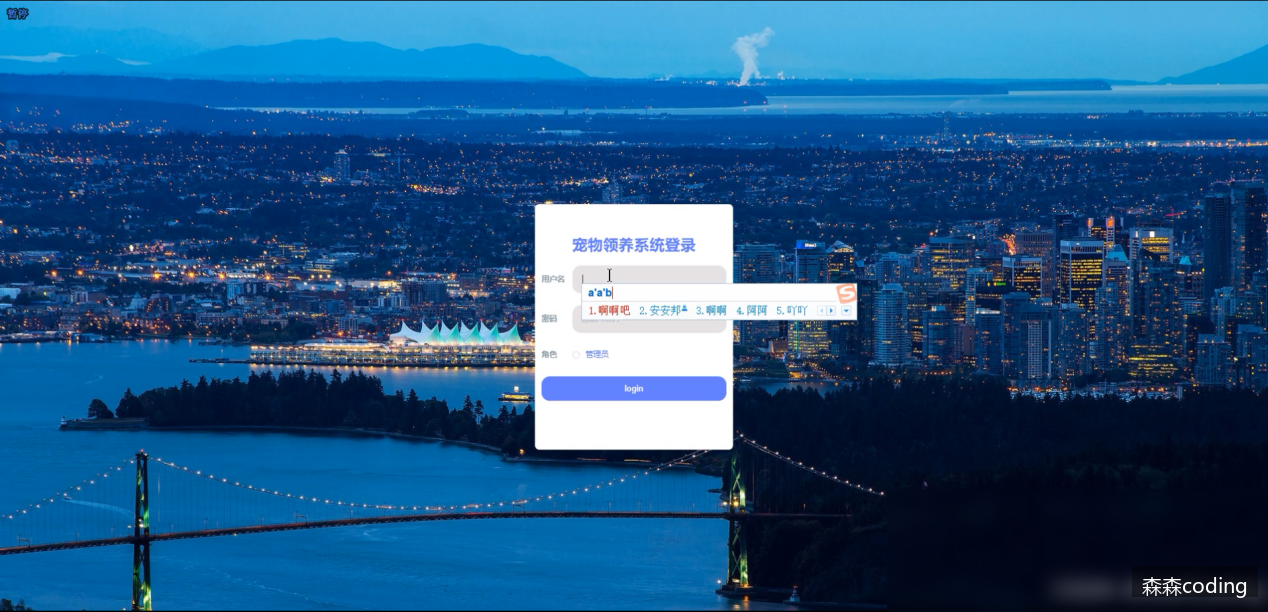 暂停
宠物领养系统登录
用户名
a'a'b
1.啊啊吧 2.安安邦 3.啊啊 4.阿阿 5.吖吖
密码
角色 管理员
login
森森coding